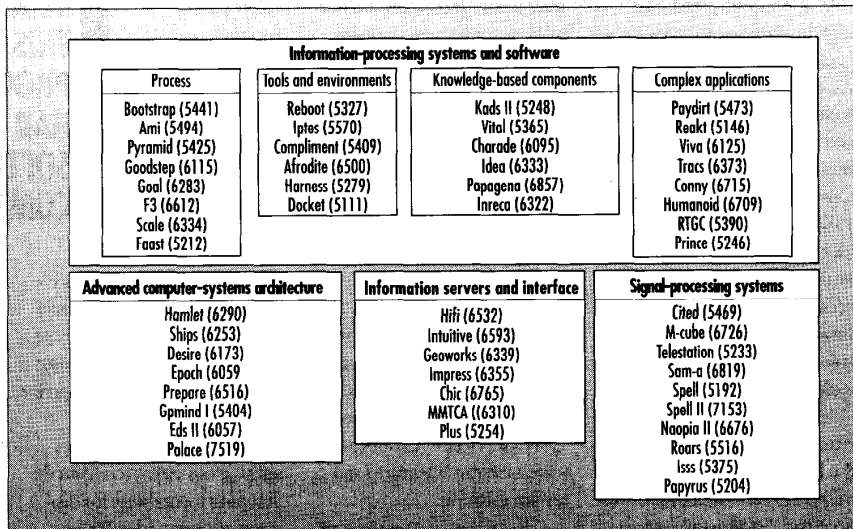 Information-processing systems and software
Process
Bootstrap (5441)
Ami (5494)
Pyramid (5425)
Goodstep (6115)
Goal (6283)
F3 (6612)
Scale (6334)
Faast (5212)
Tools and environments
Reboot (5327)
Iptes (5570)
Compliment (5409)
Afrodite (6500)
Harness (5279)
Docket (5111)
Knowledge-based components
Kads II (5248)
Vital (5365)
Charade (6095)
Idea (6333)
Papagena (6857)
Inreca (6322)
Complex applications
Paydirt (5473)
Reakt (5146)
Viva (6125)
Tracs (6373)
Conny (6715)
Humanoid (6709)
RTGC (5390)
Prince (5246)
Advanced computer-systems architecture
Hamlet (6290)
Ships (6253)
Desire (6173)
Epoch (6059
Prepare (6516)
Gpmind I (5404)
Eds II (6057)
Palace (7519)
Information servers and interface
Hifi (6532)
Intuitive (6593)
Geoworks (6339)
Impress (6355)
Chic (6765)
MMTCA ((6310)
Plus (5254)
Signal-processing systems
Cited (5469)
M-cube (6726)
Telestation (5233)
Sam-a (6819)
Spell (5192)
Spell II (7153)
Naopia II (6676)
Roars (5516)
Isss (5375)
Papyrus (5204)